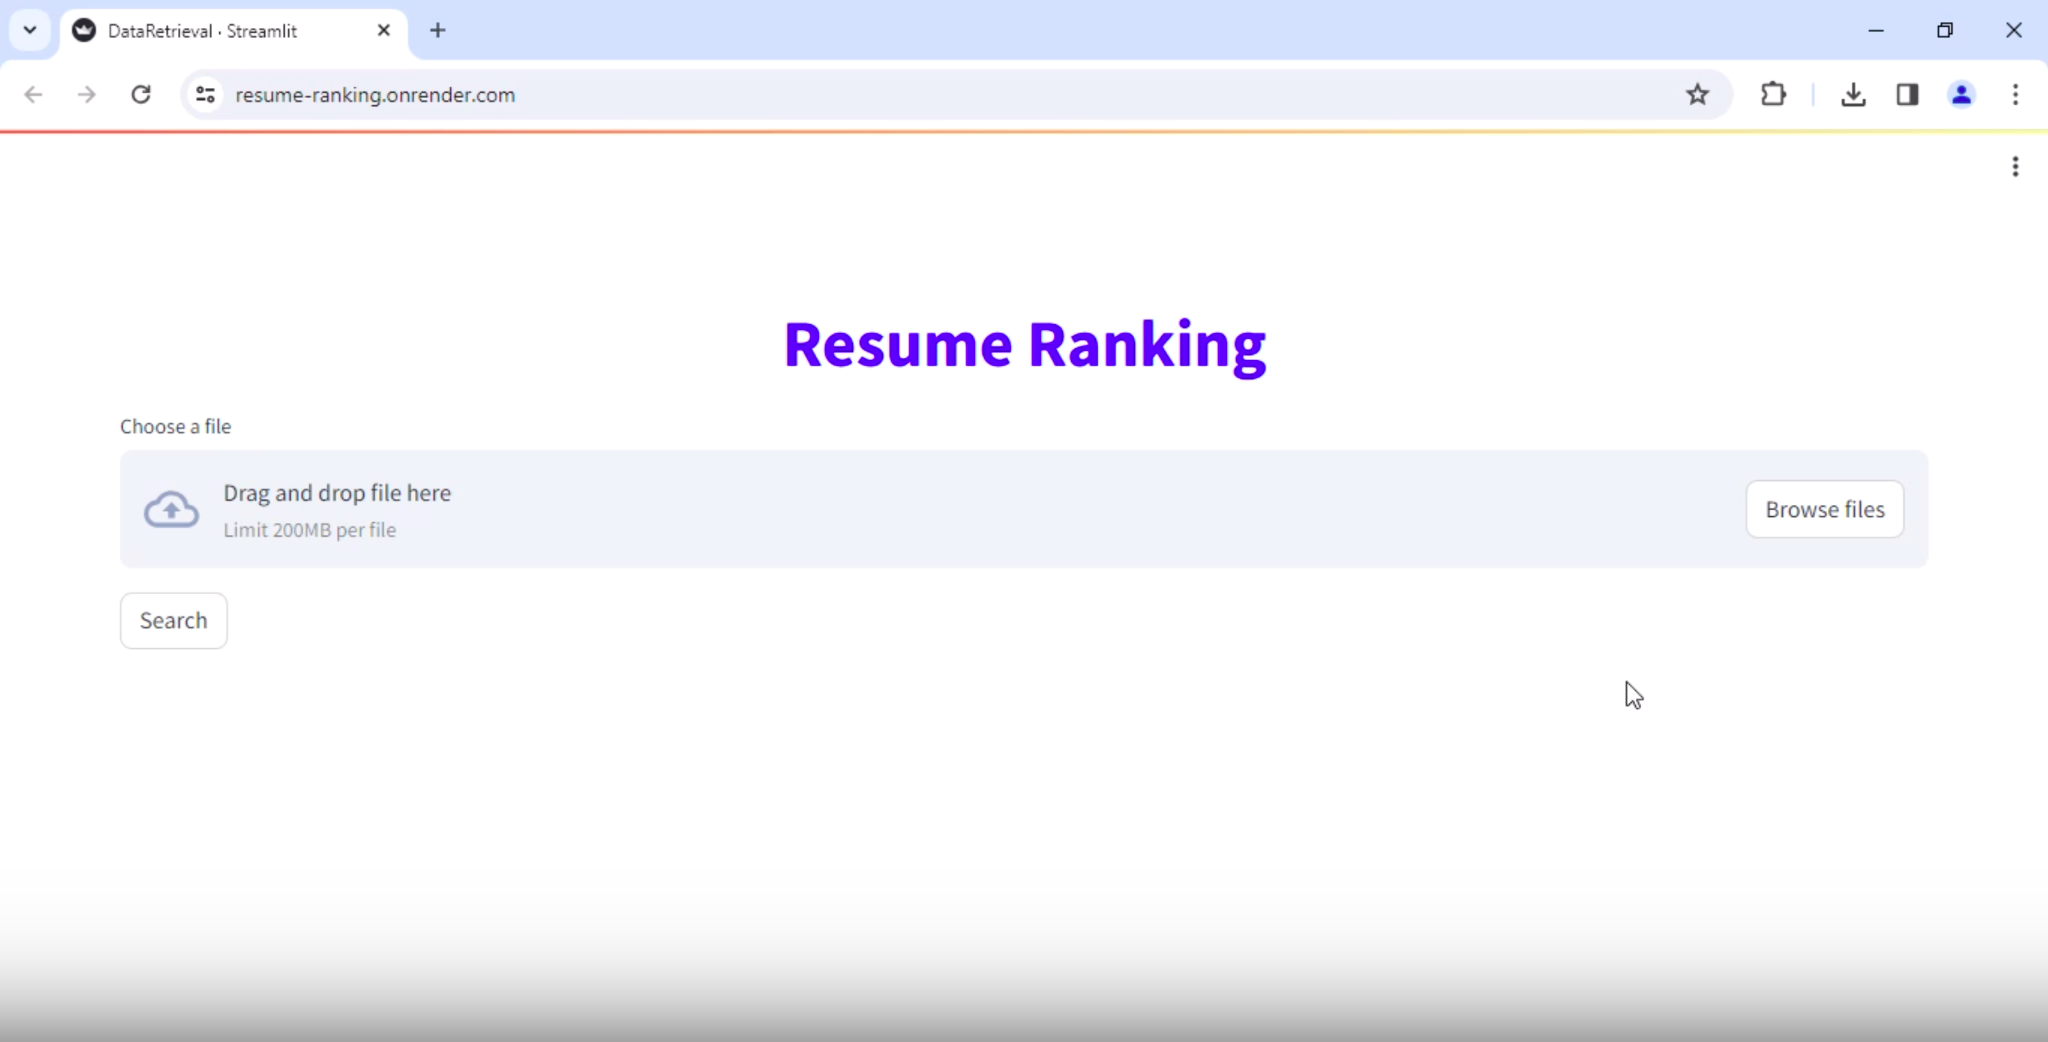 DataRetrieval · Streamlit
resume-ranking.onrender.com
Resume Ranking
Choose a file
Drag and drop file here
Limit 200MB per file
Browse files
Search